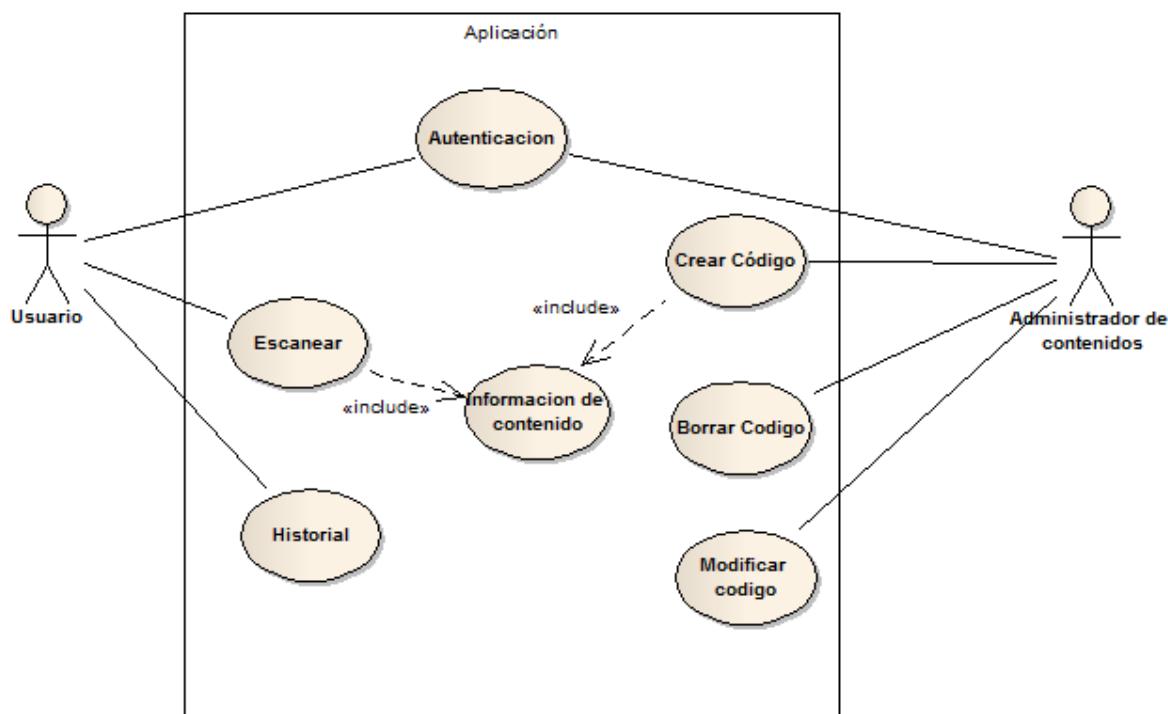 Aplicación
Autenticacion
Crear Código
«include»
Usuario
Administrador de
contenidos
Escanear
«include»
Informacion de
contenido
Borrar Codigo
Historial
Modificar
codigo